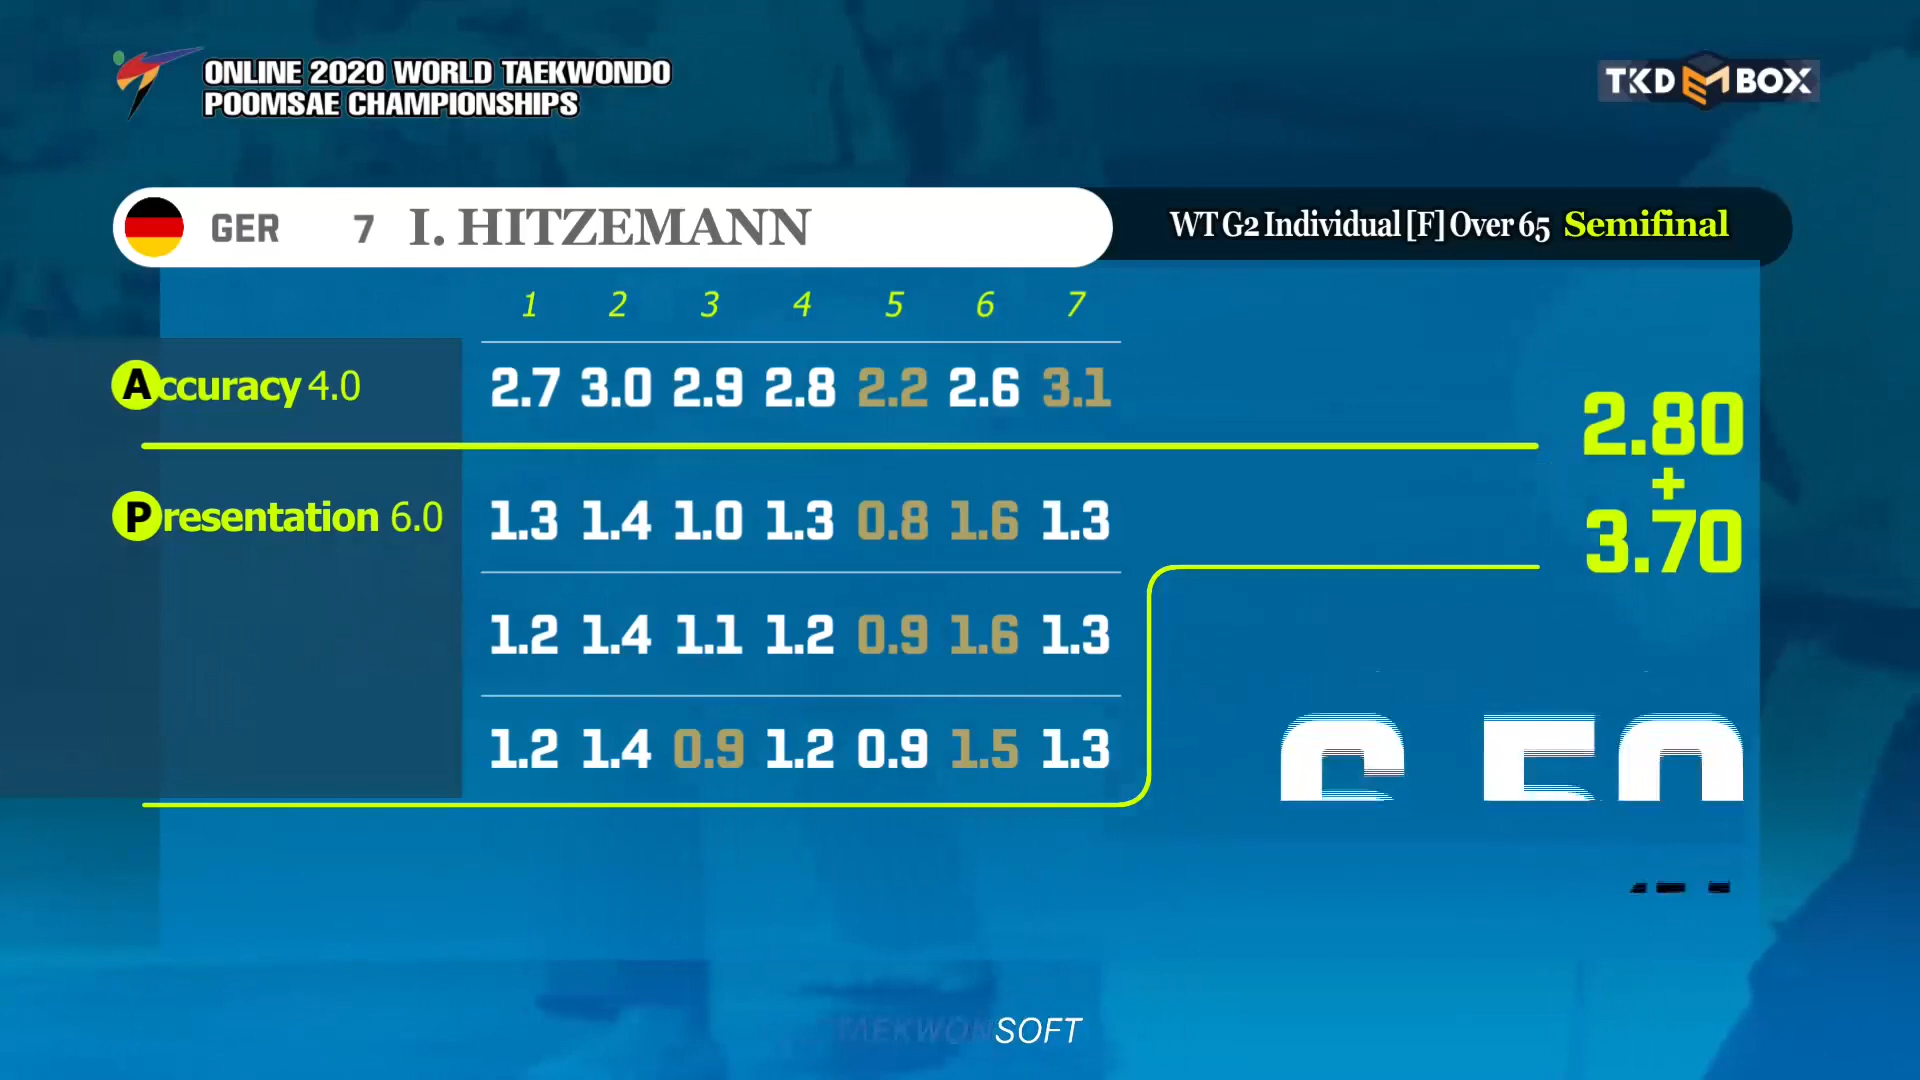 ONLINE 2020 WORLD TAEKWONDO
POOMSAE CHAMPIONSHIPS
TKD BOX
GER 7 I. HITZEMANN
WT G2 Individual [F] Over 65 Semifinal
1 2 3 4 5 6 7
Accuracy 4.0 2.7 3.0 2.9 2.8 2.2 2.6 3.1
2.80
+
3.70
Presentation 6.0 1.3 1.4 1.0 1.3 0.8 1.6 1.3
1.2 1.4 1.1 1.2 0.9 1.6 1.3
1.2 1.4 0.9 1.2 0.9 1.5 1.3
TAEKWONSOFT